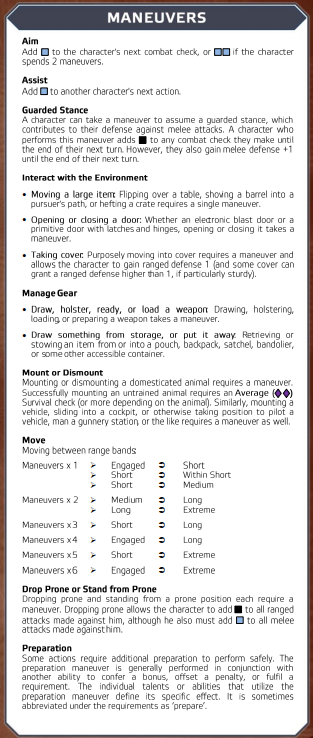 MANEUVERS
Aim
Add to the character's next combat check, or if the character
spends 2 maneuvers.
Assist
Add to another character's next action.
Guarded Stance
A character can take a maneuver to assume a guarded stance, which
contributes to their defense against melee attacks. A character who
performs this maneuver adds to any combat check they make until
the end of their next turn. However, they also gain melee defense +1
until the end of their next turn.
Interact with the Environment
• Moving a large item: Flipping over a table, shoving a barrel into a
pursuer's path, or hefting a crate requires a single maneuver.
• Opening or closing a door: Whether an electronic blast door or a
primitive door with latches and hinges, opening or closing it takes a
maneuver.
• Taking cover: Purposely moving into cover requires a maneuver and
allows the character to gain ranged defense 1 (and some cover can
grant a ranged defense higher than 1, if particularly sturdy).
Manage Gear
• Draw, holster, ready, or load a weapon: Drawing, holstering,
loading, or preparing a weapon takes a maneuver.
• Draw something from storage, or put it away: Retrieving or
stowing an item from or into a pouch, backpack, satchel, bandolier,
or some other accessible container.
Mount or Dismount
Mounting or dismounting a domesticated animal requires a maneuver.
Successfully mounting an untrained animal requires an Average (◆◆)
Survival check (or more depending on the animal). Similarly, mounting a
vehicle, sliding into a cockpit, or otherwise taking position to pilot a
vehicle, man a gunnery station, or the like requires a maneuver as well.
Move
Moving between range bands:
Maneuvers x 1 ➢ Engaged ➲ Short
➢ Short ➲ Within Short
➢ Short ➲ Medium
Maneuvers x 2 ➢ Medium ➲ Long
➢ Long ➲ Extreme
Maneuvers x3 ➢ Short ➲ Long
Maneuvers x4 ➢ Engaged ➲ Long
Maneuvers x5 ➢ Short ➲ Extreme
Maneuvers x6 ➢ Engaged ➲ Extreme
Drop Prone or Stand from Prone
Dropping prone and standing from a prone position each require a
maneuver. Dropping prone allows the character to add to all ranged
attacks made against him, although he also must add to all melee
attacks made against him.
Preparation
Some actions require additional preparation to perform safely. The
preparation maneuver is generally performed in conjunction with
another ability to confer a bonus, offset a penalty, or fulfil a
requirement. The individual talents or abilities that utilize the
preparation maneuver define its specific effect. It is sometimes
abbreviated under the requirements as 'prepare'.